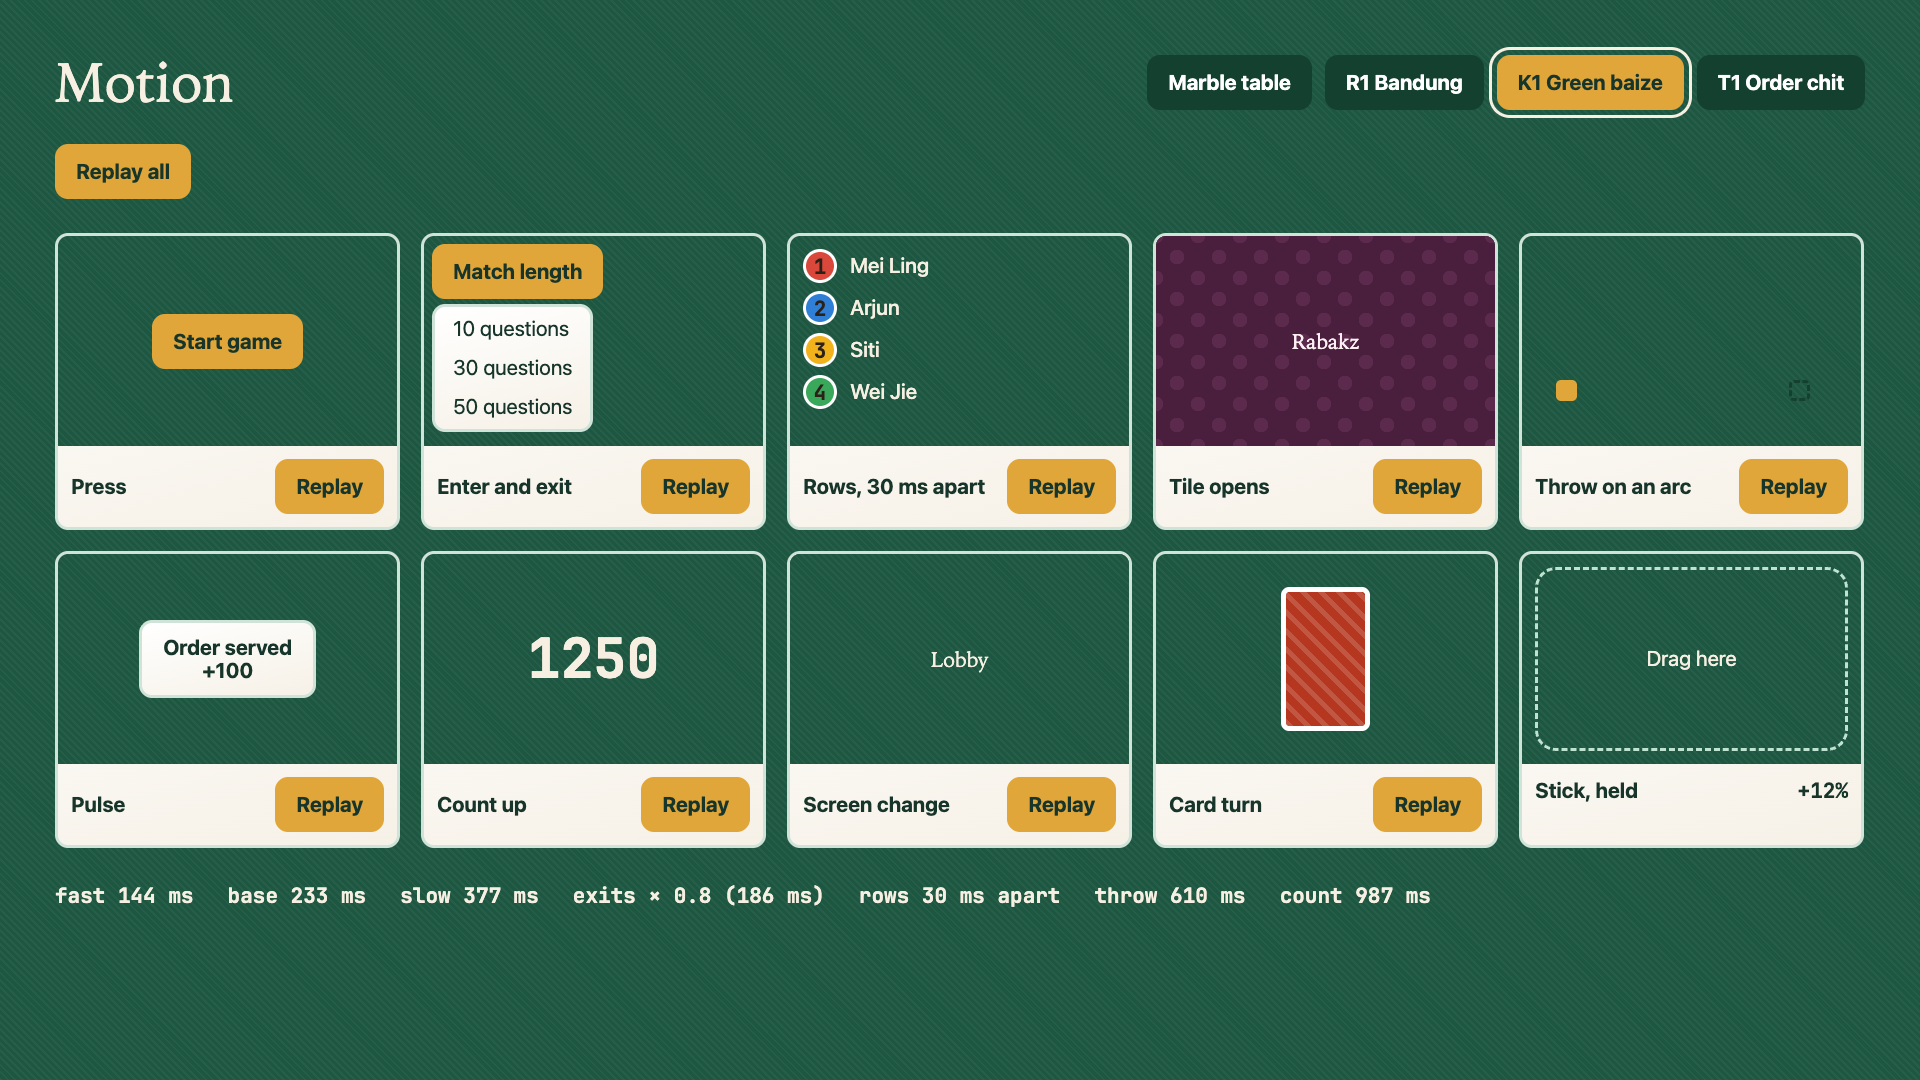 Motion
Marble table
R1 Bandung
K1 Green baize
T1 Order chit
Replay all
Start game
Press
Replay
Match length
10 questions
30 questions
50 questions
Enter and exit
Replay
1 Mei Ling
2 Arjun
3 Siti
4 Wei Jie
Rows, 30 ms apart
Replay
Rabakz
Tile opens
Replay
Throw on an arc
Replay
Order served
+100
Pulse
Replay
1250
Count up
Replay
Lobby
Screen change
Replay
Card turn
Replay
Drag here
Stick, held
+12%
fast 144 ms
base 233 ms
slow 377 ms
exits × 0.8 (186 ms)
rows 30 ms apart
throw 610 ms
count 987 ms